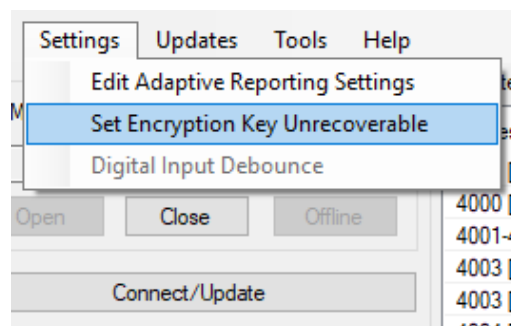 Settings Updates Tools Help
Edit Adaptive Reporting Settings
Set Encryption Key Unrecoverable
Digital Input Debounce
Open Close Offline
4000 [
4001-4
Connect/Update
4003 [
4003 [